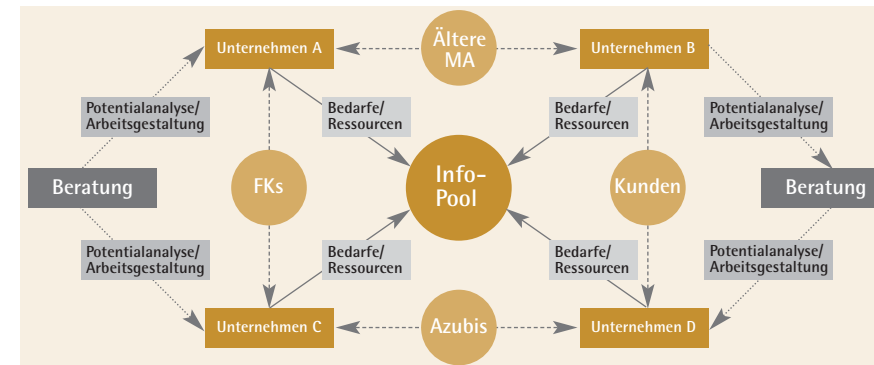 Ältere
MA
Unternehmen A
Unternehmen B
Potentialanalyse/
Arbeitsgestaltung
Bedarfe/
Ressourcen
Bedarfe/
Ressourcen
Potentialanalyse/
Arbeitsgestaltung
Beratung
FKs
Info-
Pool
Kunden
Beratung
Potentialanalyse/
Arbeitsgestaltung
Bedarfe/
Ressourcen
Bedarfe/
Ressourcen
Potentialanalyse/
Arbeitsgestaltung
Unternehmen C
Azubis
Unternehmen D